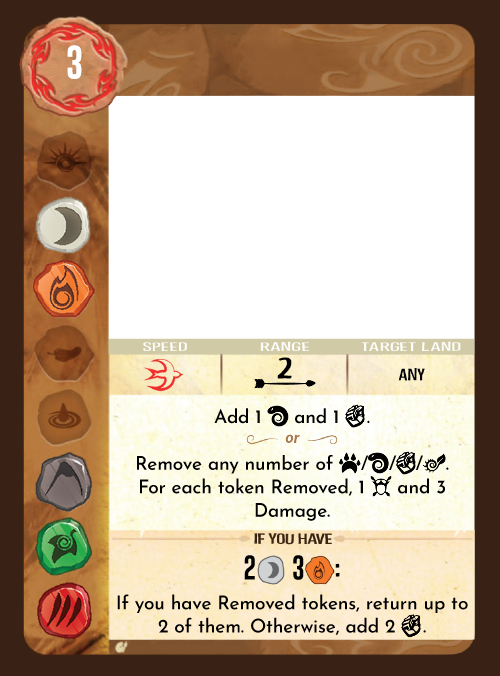 3
SPEED RANGE TARGET LAND
2 ANY
Add 1 and 1 .
or
Remove any number of / / / .
For each token Removed, 1 and 3
Damage.
IF YOU HAVE
2 3 :
If you have Removed tokens, return up to
2 of them. Otherwise, add 2 .